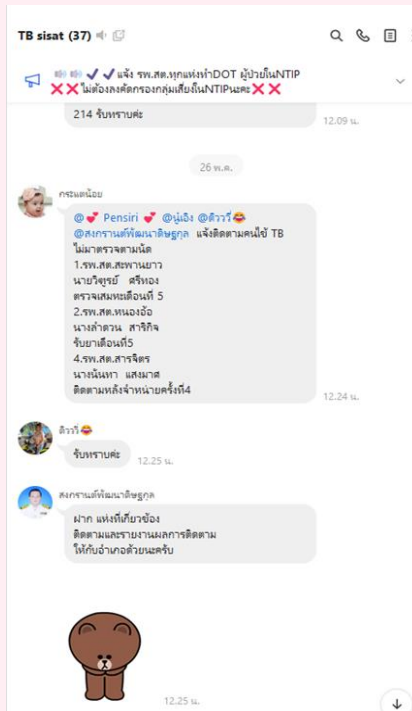 TB sisat (37)
แจ้ง รพ.สต.ทุกแห่งทำDOT ผู้ป่วยในNTIP
❌❌ไม่ต้องลงคัดกรองกลุ่มเสี่ยงในNTIPนะคะ❌❌
214 รับทราบค่ะ
12.09 น.
26 พ.ค.
กระแตน้อย
@💕 Pensiri 💕 @นู๋เอิง @ติววี่😂
@สงกรานต์พัฒนาดิษฐกุล แจ้งติดตามคนไข้ TB
ไม่มาตรวจตามนัด
1.รพ.สต.สะพานยาว
นายวิฑูรย์ ศรีทอง
ตรวจเสมหะเดือนที่ 5
2.รพ.สต.หนองอ้อ
นางลำดวน สาริกิจ
รับยาเดือนที่5
4.รพ.สต.สารจิตร
นางนันทา แสงมาศ
ติดตามหลังจำหน่ายครั้งที่4
12.24 น.
ติววี่😂
รับทราบค่ะ
12.25 น.
สงกรานต์พัฒนาดิษฐกุล
ฝาก แห่งที่เกี่ยวข้อง
ติดตามและรายงานผลการติดตาม
ให้กับอำเภอด้วยนะครับ
12.25 น.